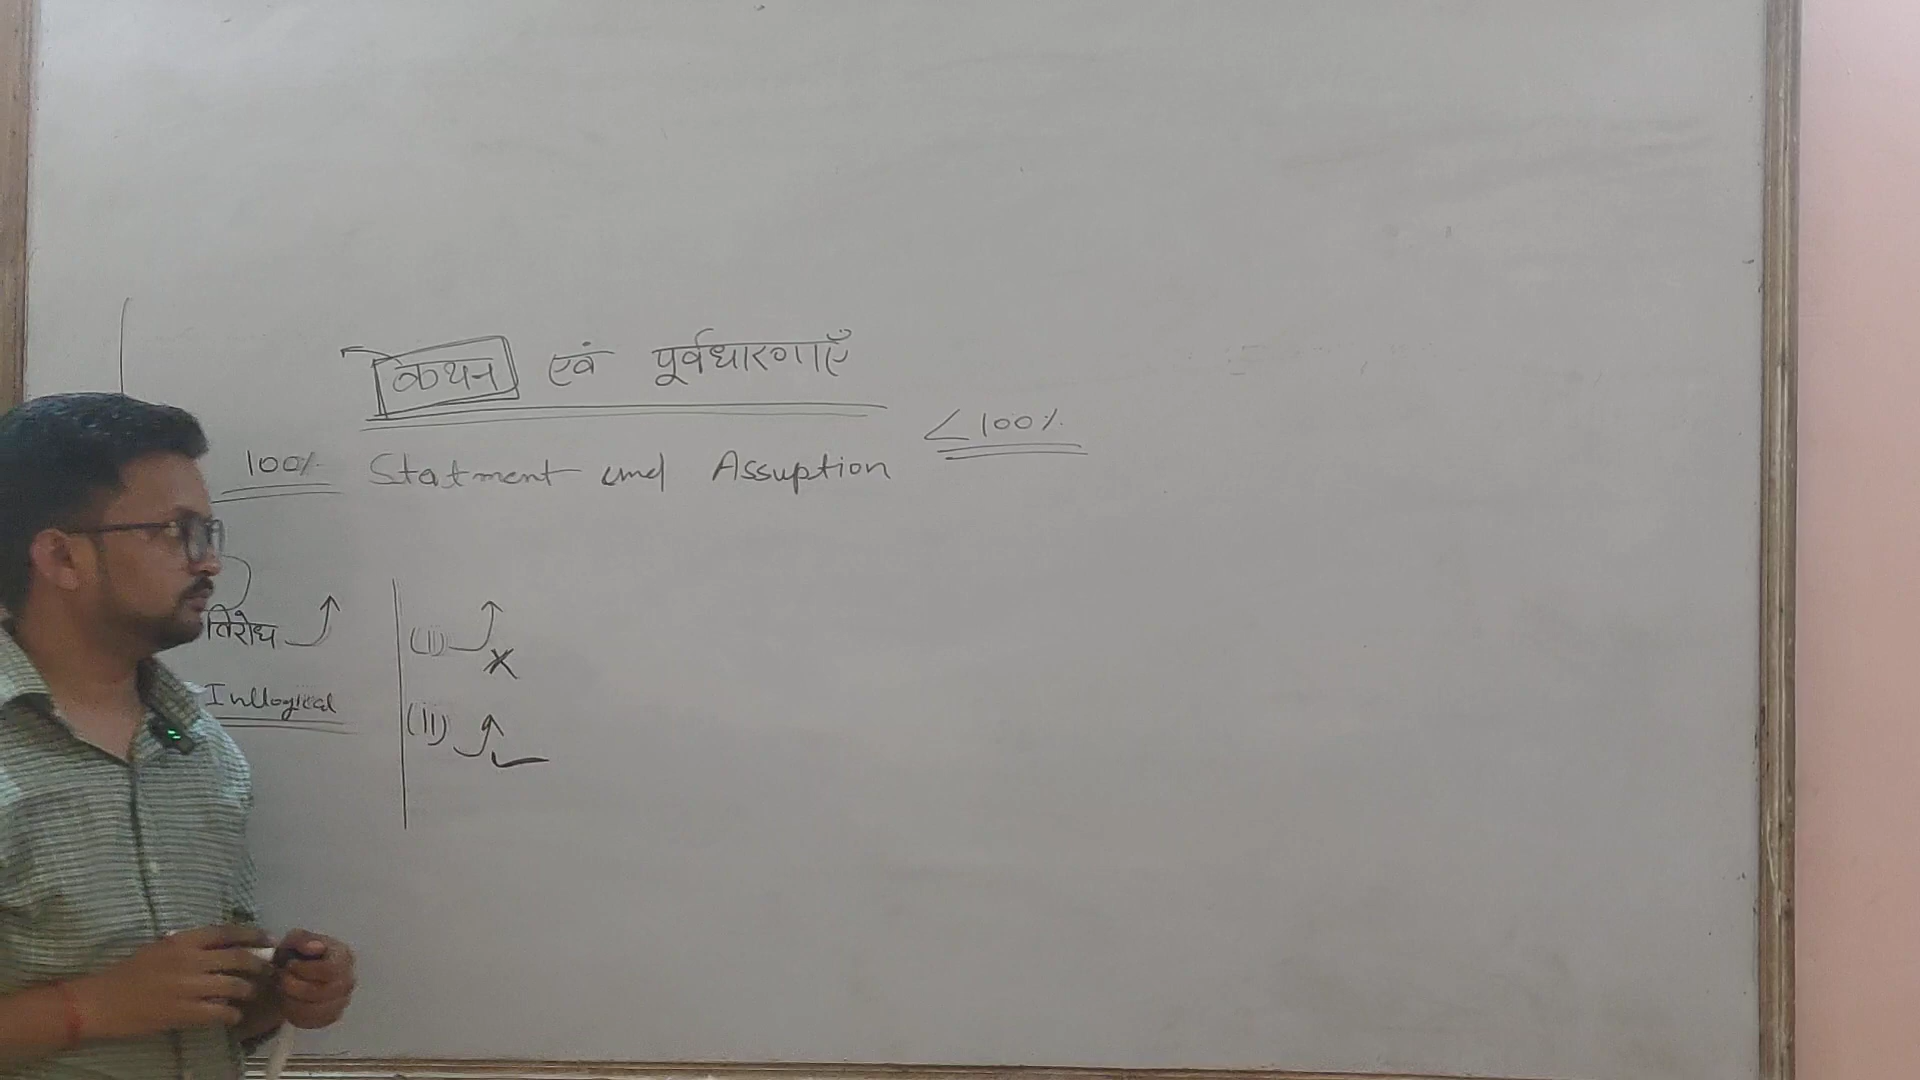 कथन एवं पूर्वधारणाएँ
<100%
100% Statment and Assuption
विरोध (i) X
Inllogical (ii) ✓